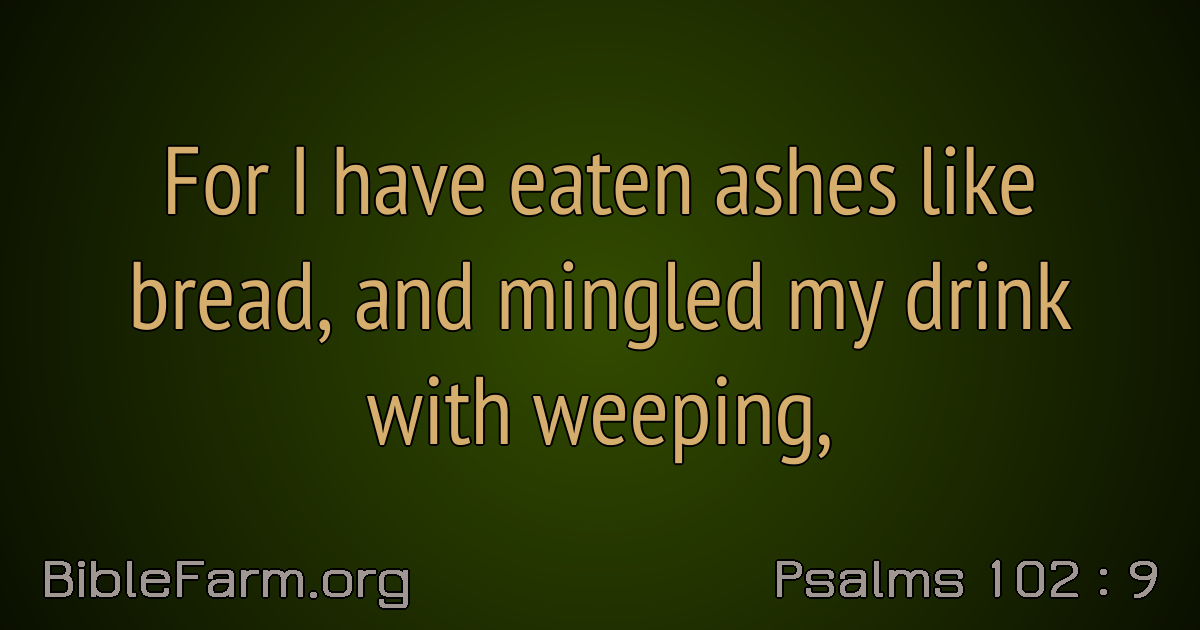 For I have eaten ashes like
bread, and mingled my drink
with weeping,
BibleFarm.org
Psalms 102 : 9